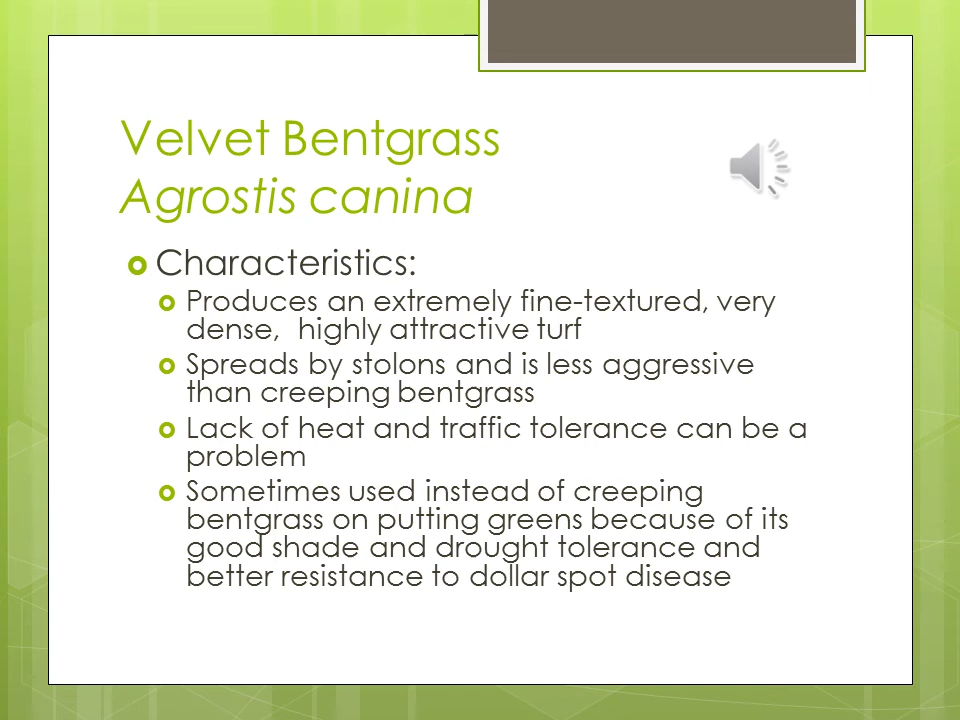 Velvet Bentgrass
Agrostis canina
Characteristics:
Produces an extremely fine-textured, very
dense,  highly attractive turf
Spreads by stolons and is less aggressive
than creeping bentgrass
Lack of heat and traffic tolerance can be a
problem
Sometimes used instead of creeping
bentgrass on putting greens because of its
good shade and drought tolerance and
better resistance to dollar spot disease